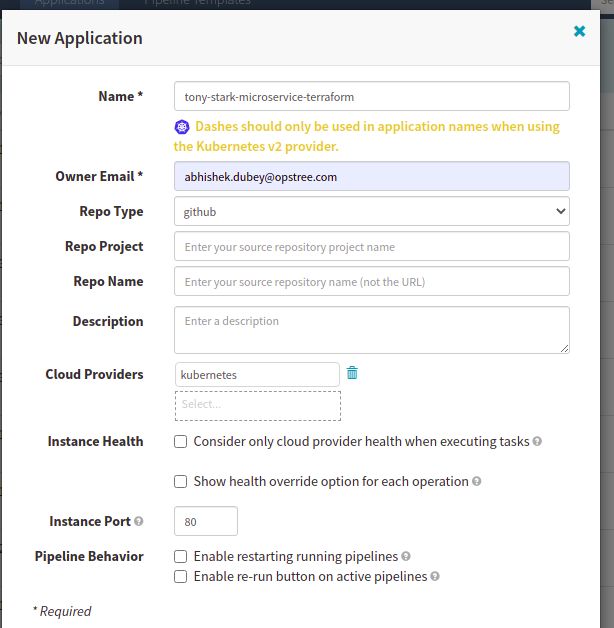 Applications Pipeline Templates
New Application
Name * tony-stark-microservice-terraform
Dashes should only be used in application names when using
the Kubernetes v2 provider.
Owner Email * abhishek.dubey@opstree.com
Repo Type github
Repo Project Enter your source repository project name
Repo Name Enter your source repository name (not the URL)
Description Enter a description
Cloud Providers kubernetes
Select...
Instance Health Consider only cloud provider health when executing tasks
Show health override option for each operation
Instance Port 80
Pipeline Behavior Enable restarting running pipelines
Enable re-run button on active pipelines
* Required